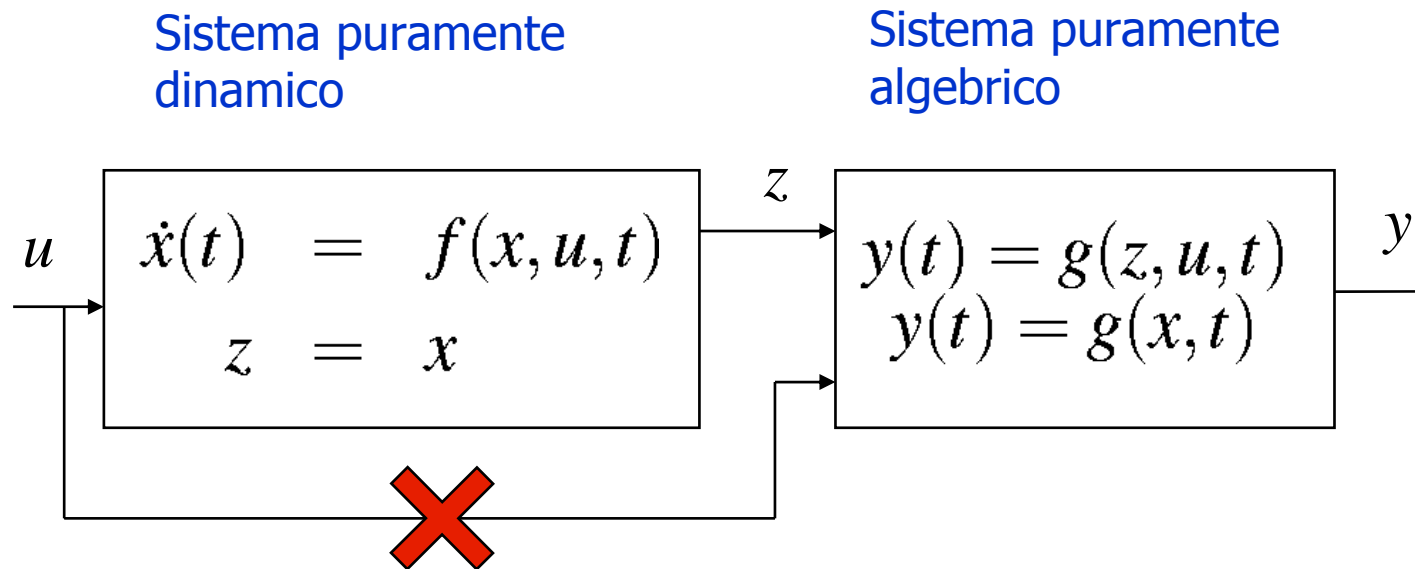 Sistema puramente
dinamico
Sistema puramente
algebrico
u
ẋ(t) = f(x, u, t)
z = x
z
y(t) = g(z, u, t)
y(t) = g(x, t)
y